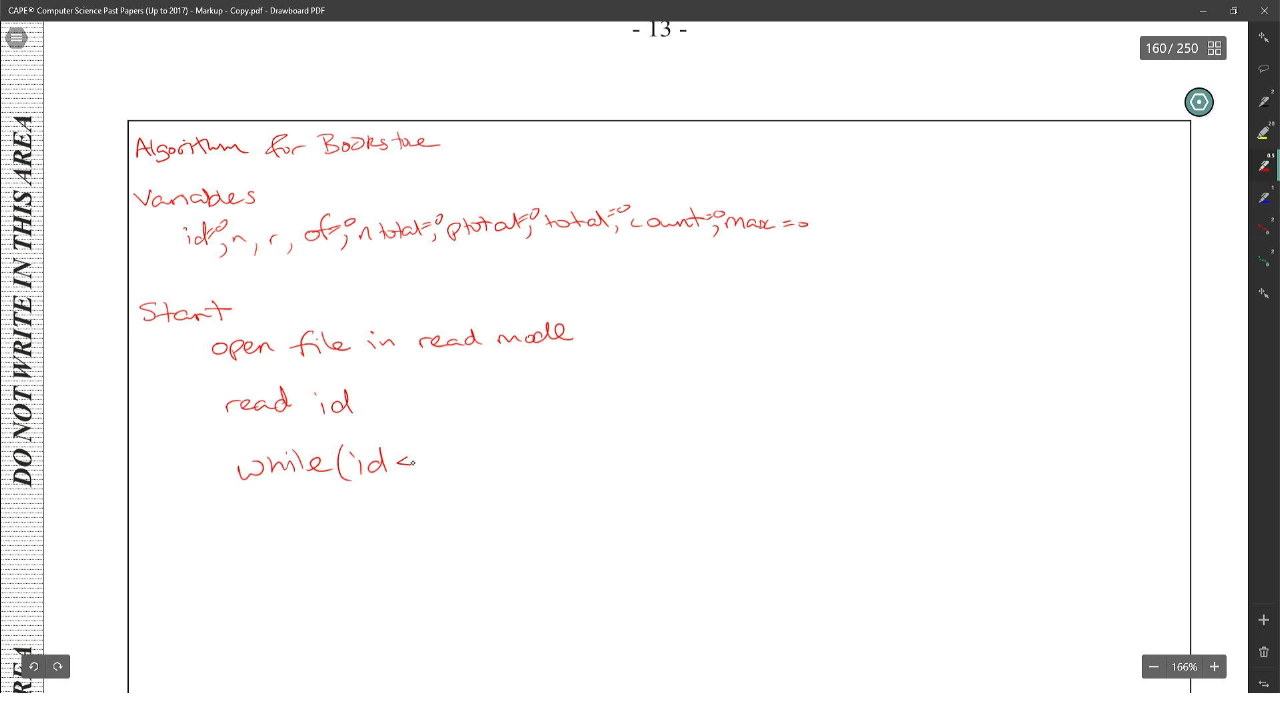 CAPE® Computer Science Past Papers (Up to 2017) - Markup - Copy.pdf - Drawboard PDF
- 13 -
160 / 250
DO NOT WRITE IN THIS AREA
Algorithm for Bookstore
Variables
id=0, n, r, of=0, ntotal=0, ptotal=0, total=0, count=0, max=0
Start
open file in read mode
read id
while(id <
REA
166%